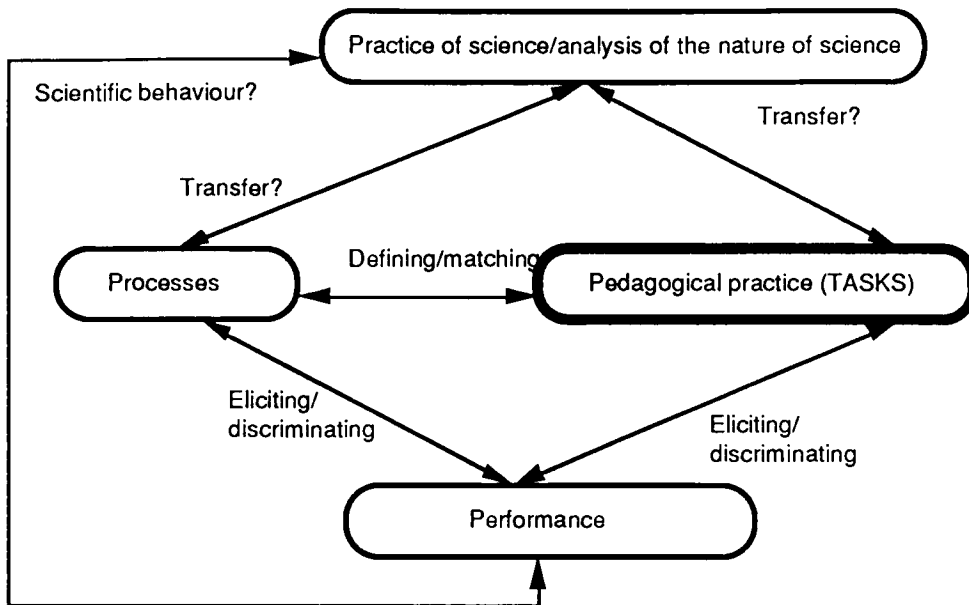 Practice of science/analysis of the nature of science
Scientific behaviour?
Transfer?
Transfer?
Defining/matching
Processes
Pedagogical practice (TASKS)
Eliciting/
discriminating
Eliciting/
discriminating
Performance